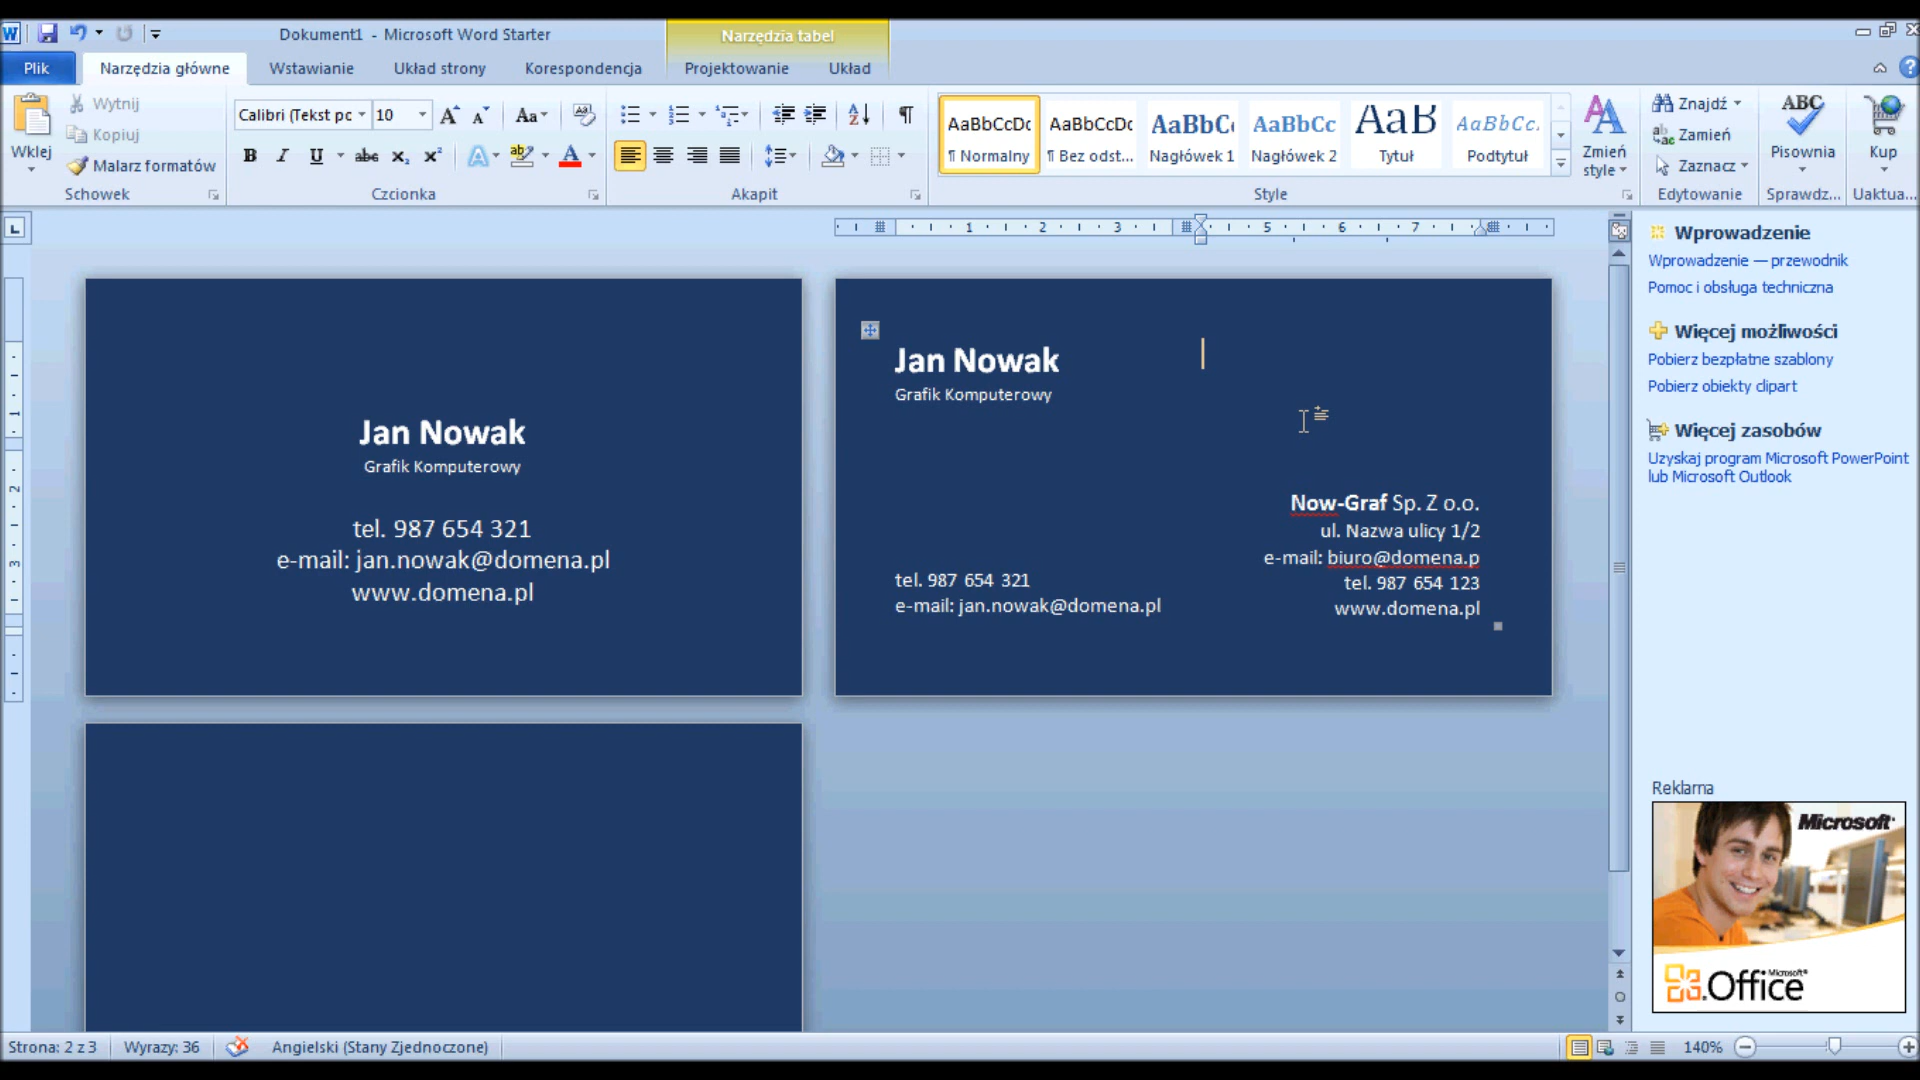 Dokument1 - Microsoft Word Starter
Narzędzia tabel
Plik
Narzędzia główne
Wstawianie
Układ strony
Korespondencja
Projektowanie
Układ
Wklej
Wytnij
Kopiuj
Malarz formatów
Schowek
Calibri (Tekst pc
10
Czcionka
Akapit
AaBbCcDc
¶ Normalny
AaBbCcDc
¶ Bez odst...
AaBbC
Nagłówek 1
AaBbCc
Nagłówek 2
AaB
Tytuł
AaBbCc.
Podtytuł
Zmień
style
Style
Znajdź
Zamień
Zaznacz
Edytowanie
ABC
Pisownia
Sprawdz...
Kup
Uaktua...
1 2 3 5 6 7
Jan Nowak
Grafik Komputerowy
tel. 987 654 321
e-mail: jan.nowak@domena.pl
www.domena.pl
Jan Nowak
Grafik Komputerowy
tel. 987 654 321
e-mail: jan.nowak@domena.pl
Now-Graf Sp. Z o.o.
ul. Nazwa ulicy 1/2
e-mail: biuro@domena.p
tel. 987 654 123
www.domena.pl
Wprowadzenie
Wprowadzenie — przewodnik
Pomoc i obsługa techniczna
Więcej możliwości
Pobierz bezpłatne szablony
Pobierz obiekty clipart
Więcej zasobów
Uzyskaj program Microsoft PowerPoint
lub Microsoft Outlook
Reklama
Microsoft
Microsoft
Office
Strona: 2 z 3
Wyrazy: 36
Angielski (Stany Zjednoczone)
140%